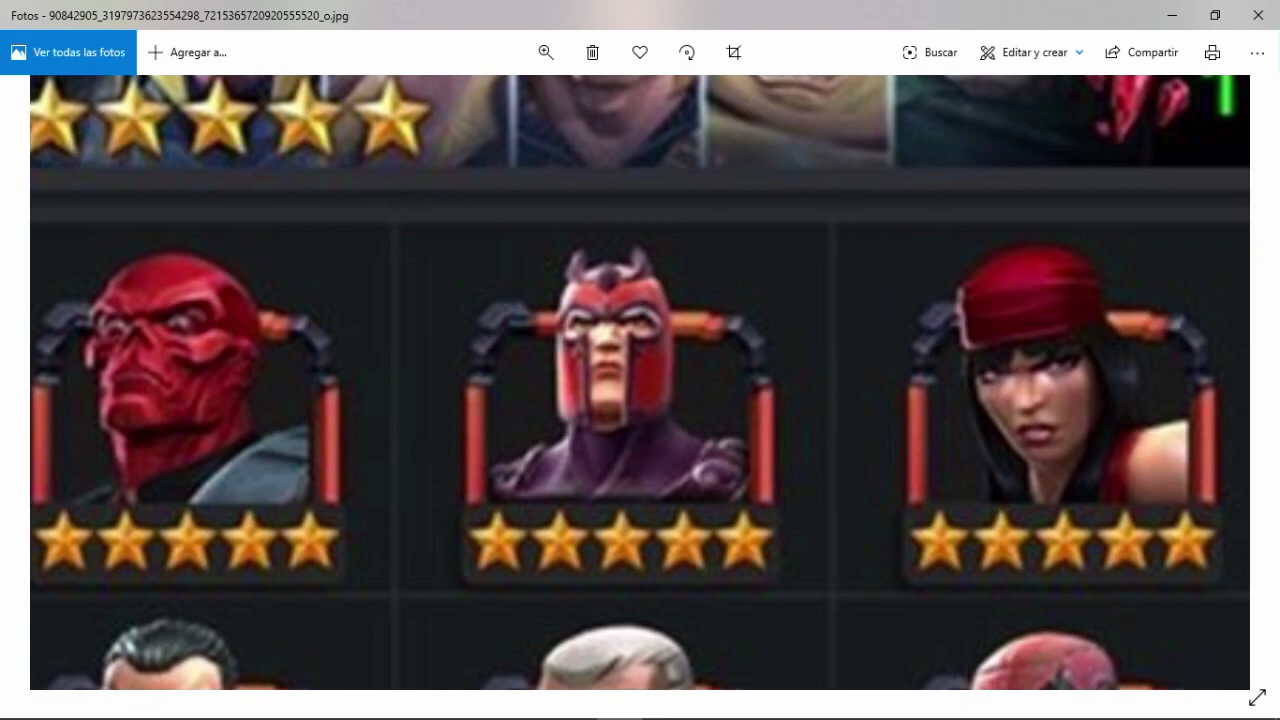 Fotos - 90842905_3197973623554298_7215365720920555520_o.jpg
Ver todas las fotos
Agregar a...
Buscar
Editar y crear
Compartir